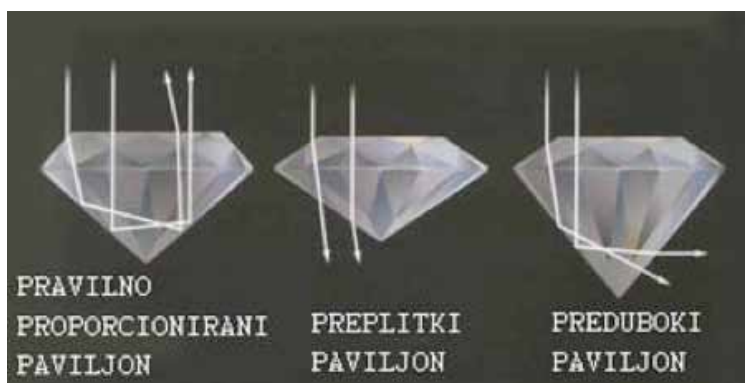 PRAVILNO
PROPORCIONIRANI
PAVILJON
PREPLITKI
PAVILJON
PREDUBOKI
PAVILJON